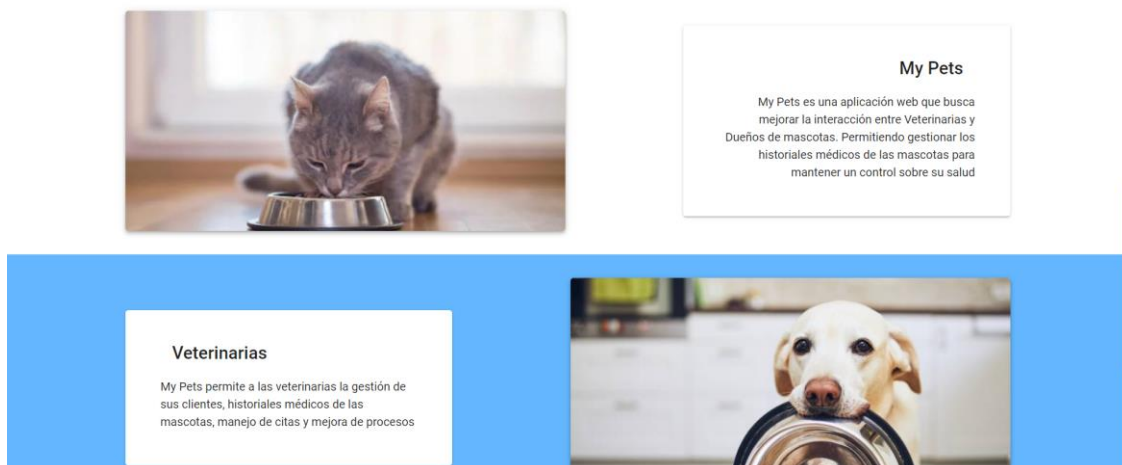 My Pets
My Pets es una aplicación web que busca
mejorar la interacción entre Veterinarias y
Dueños de mascotas. Permitiendo gestionar los
historiales médicos de las mascotas para
mantener un control sobre su salud
Veterinarias
My Pets permite a las veterinarias la gestión de
sus clientes, historiales médicos de las
mascotas, manejo de citas y mejora de procesos